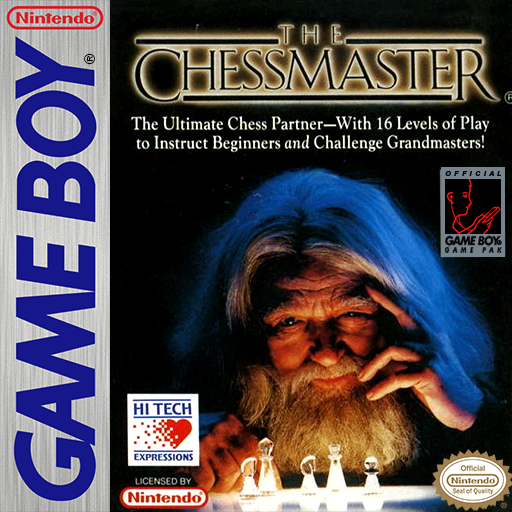 Nintendo
GAME BOY
®
THE
CHESSMASTER
®
The Ultimate Chess Partner—With 16 Levels of Play
to Instruct Beginners and Challenge Grandmasters!
OFFICIAL
GAME BOY®
GAME PAK
HI TECH
EXPRESSIONS
LICENSED BY
Nintendo
Official
Nintendo
Seal of Quality
®